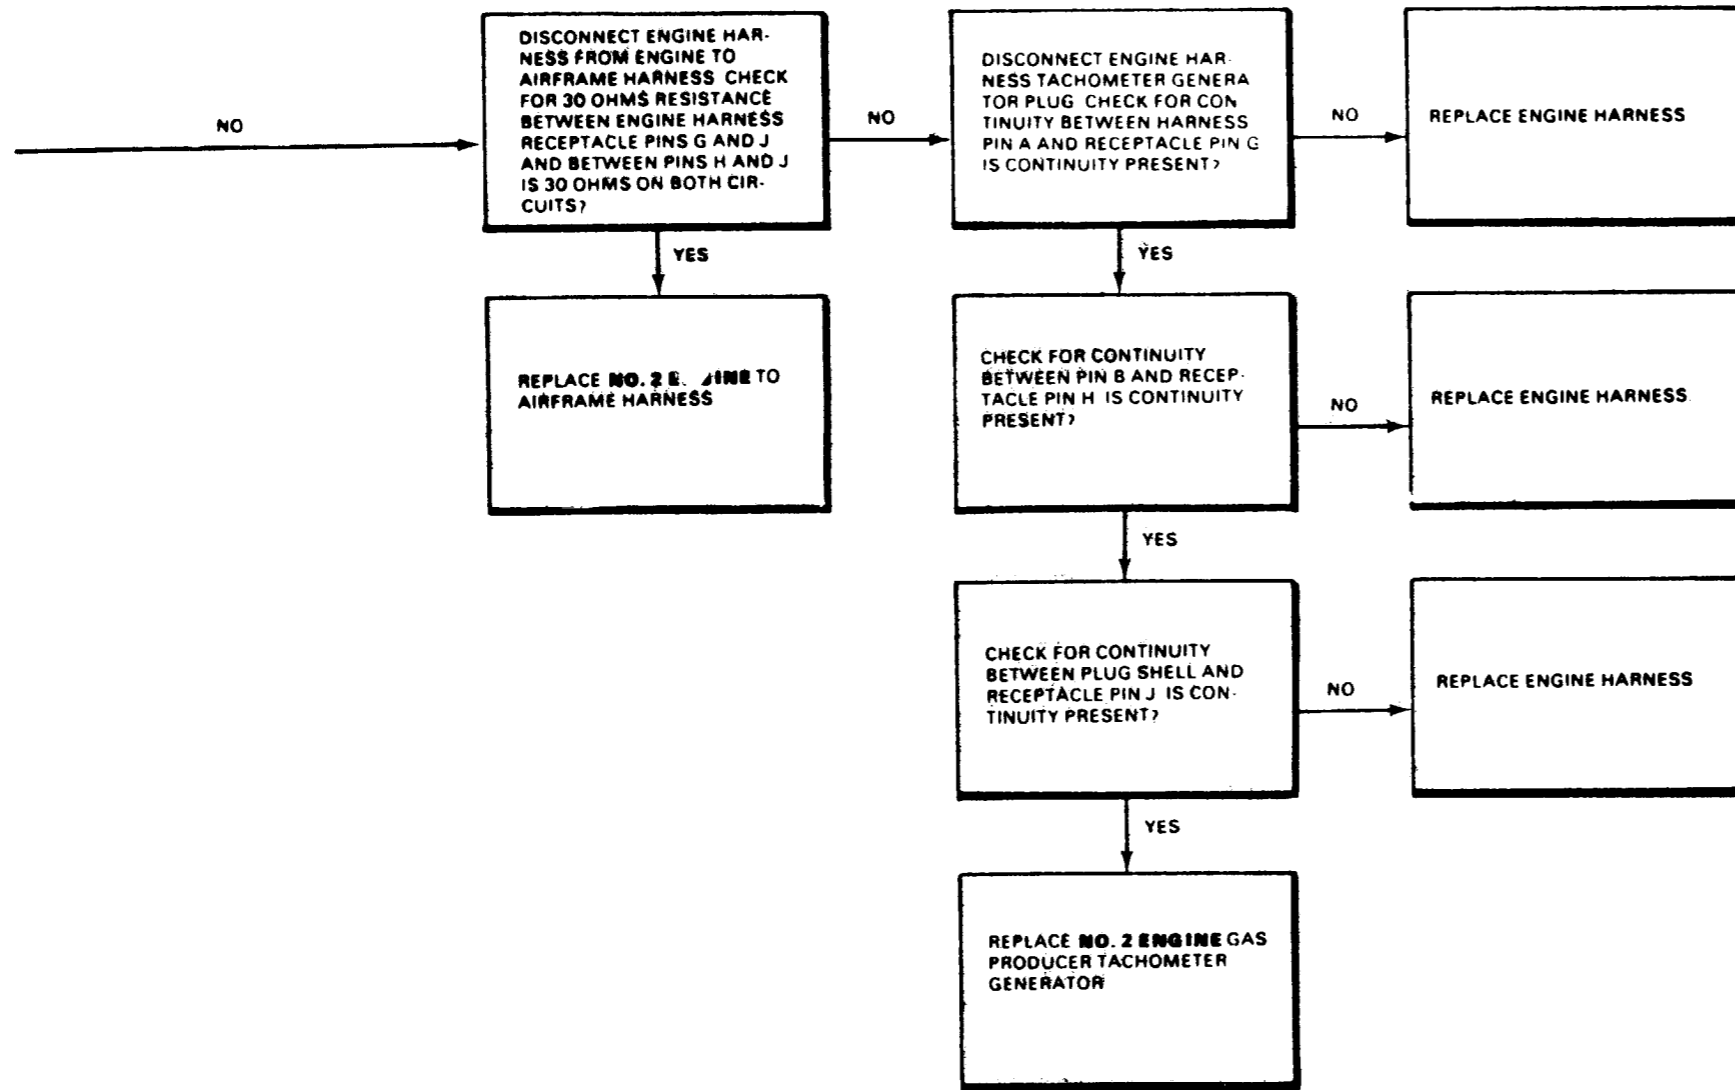 NO
DISCONNECT ENGINE HAR-
NESS FROM ENGINE TO
AIRFRAME HARNESS CHECK
FOR 30 OHMS RESISTANCE
BETWEEN ENGINE HARNESS
RECEPTACLE PINS G AND J
AND BETWEEN PINS H AND J
IS 30 OHMS ON BOTH CIR-
CUITS?
NO
DISCONNECT ENGINE HAR-
NESS TACHOMETER GENERA
TOR PLUG CHECK FOR CON
TINUITY BETWEEN HARNESS
PIN A AND RECEPTACLE PIN G
IS CONTINUITY PRESENT?
NO
REPLACE ENGINE HARNESS
YES
YES
REPLACE NO. 2 TO
AIRFRAME HARNESS
CHECK FOR CONTINUITY
BETWEEN PIN B AND RECEP-
TACLE PIN H IS CONTINUITY
PRESENT?
NO
REPLACE ENGINE HARNESS
YES
CHECK FOR CONTINUITY
BETWEEN PLUG SHELL AND
RECEPTACLE PIN J IS CON-
TINUITY PRESENT?
NO
REPLACE ENGINE HARNESS
YES
REPLACE NO. 2 ENGINE GAS
PRODUCER TACHOMETER
GENERATOR